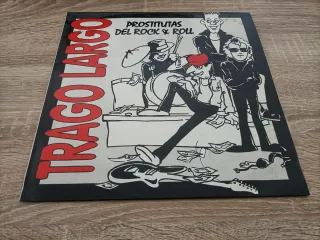 PROSTITUTAS
DEL ROCK & ROLL
TRAGO LARGO